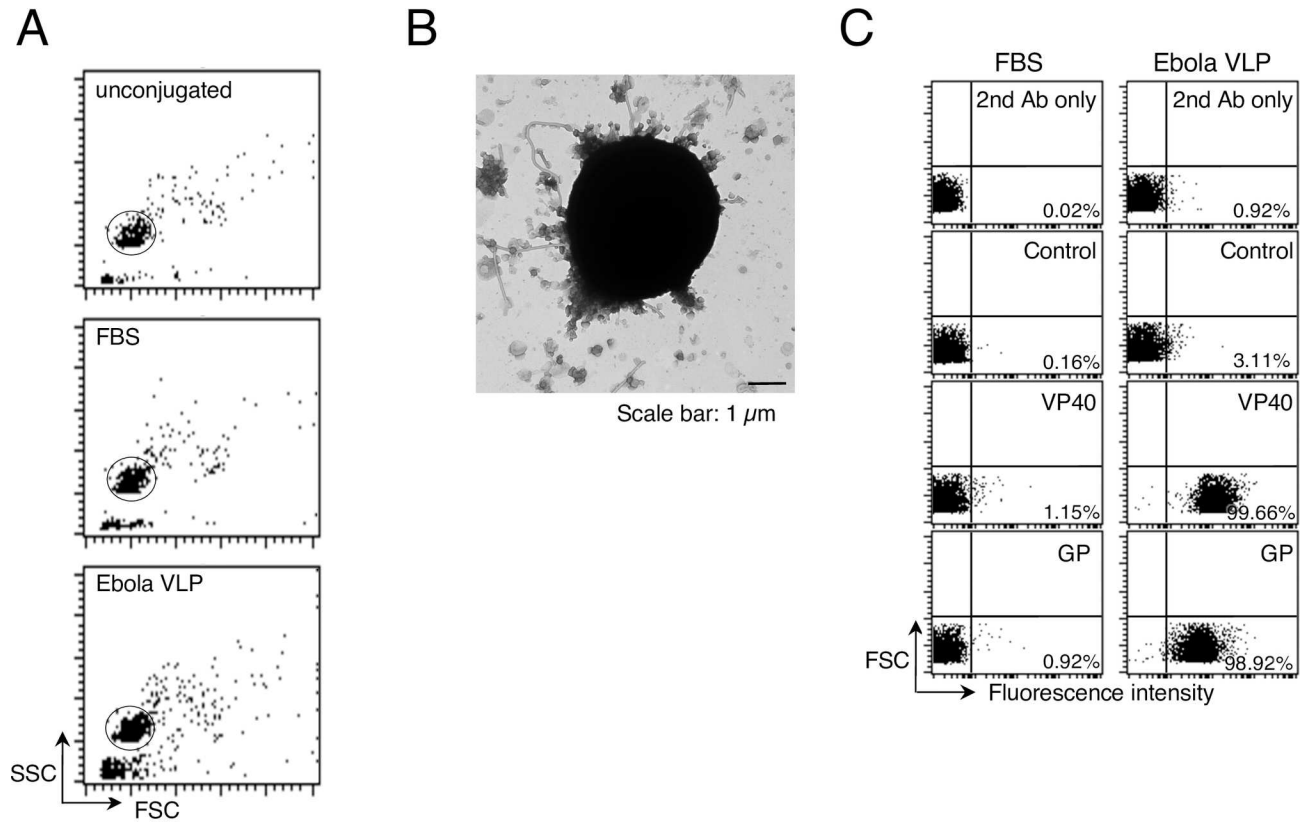 A
unconjugated
FBS
Ebola VLP
SSC
FSC
B
Scale bar: 1 µm
C
FBS
Ebola VLP
2nd Ab only
0.02%
2nd Ab only
0.92%
Control
0.16%
Control
3.11%
VP40
1.15%
VP40
99.66%
GP
0.92%
GP
98.92%
FSC
Fluorescence intensity